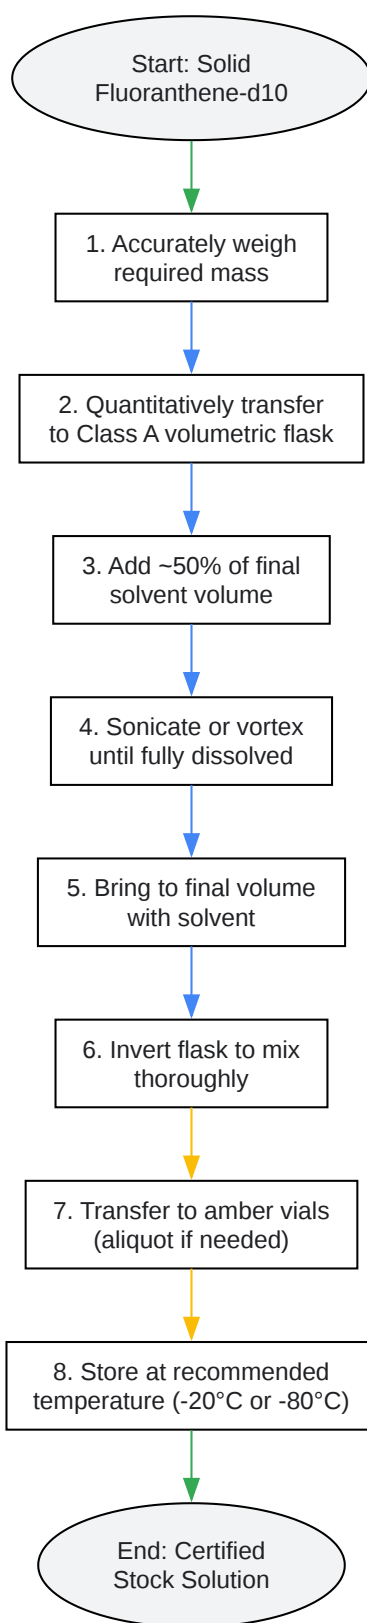 Start: Solid
Fluoranthene-d10
1. Accurately weigh
required mass
2. Quantitatively transfer
to Class A volumetric flask
3. Add ~50% of final
solvent volume
4. Sonicate or vortex
until fully dissolved
5. Bring to final volume
with solvent
6. Invert flask to mix
thoroughly
7. Transfer to amber vials
(aliquot if needed)
8. Store at recommended
temperature (-20°C or -80°C)
End: Certified
Stock Solution